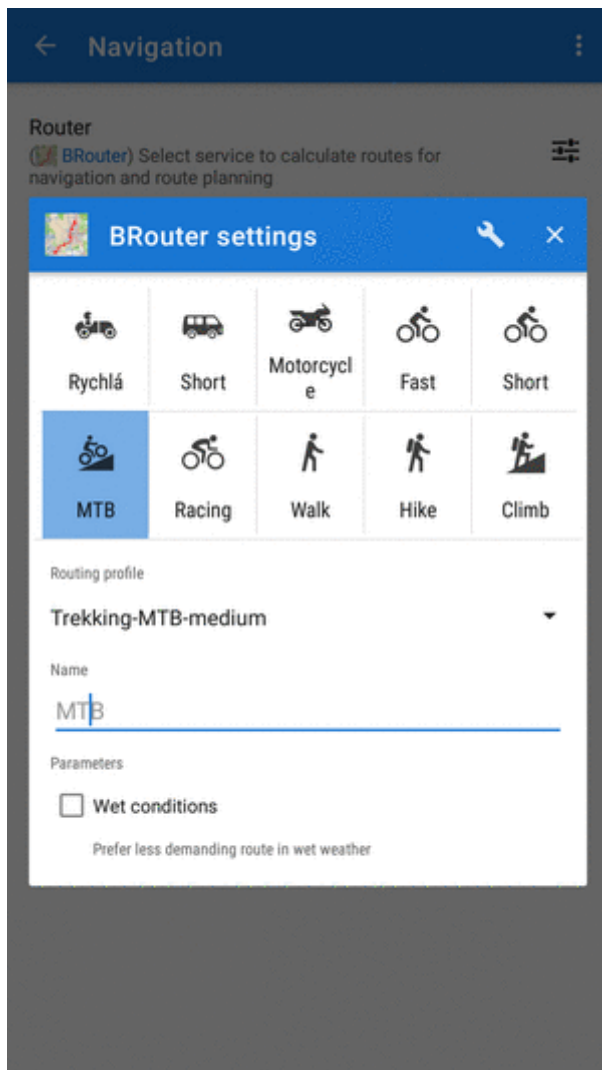 Navigation
Router
(BRouter) Select service to calculate routes for
navigation and route planning
BRouter settings
Rychlá
Short
Motorcycl
e
Fast
Short
MTB
Racing
Walk
Hike
Climb
Routing profile
Trekking-MTB-medium
Name
MTB
Parameters
Wet conditions
Prefer less demanding route in wet weather